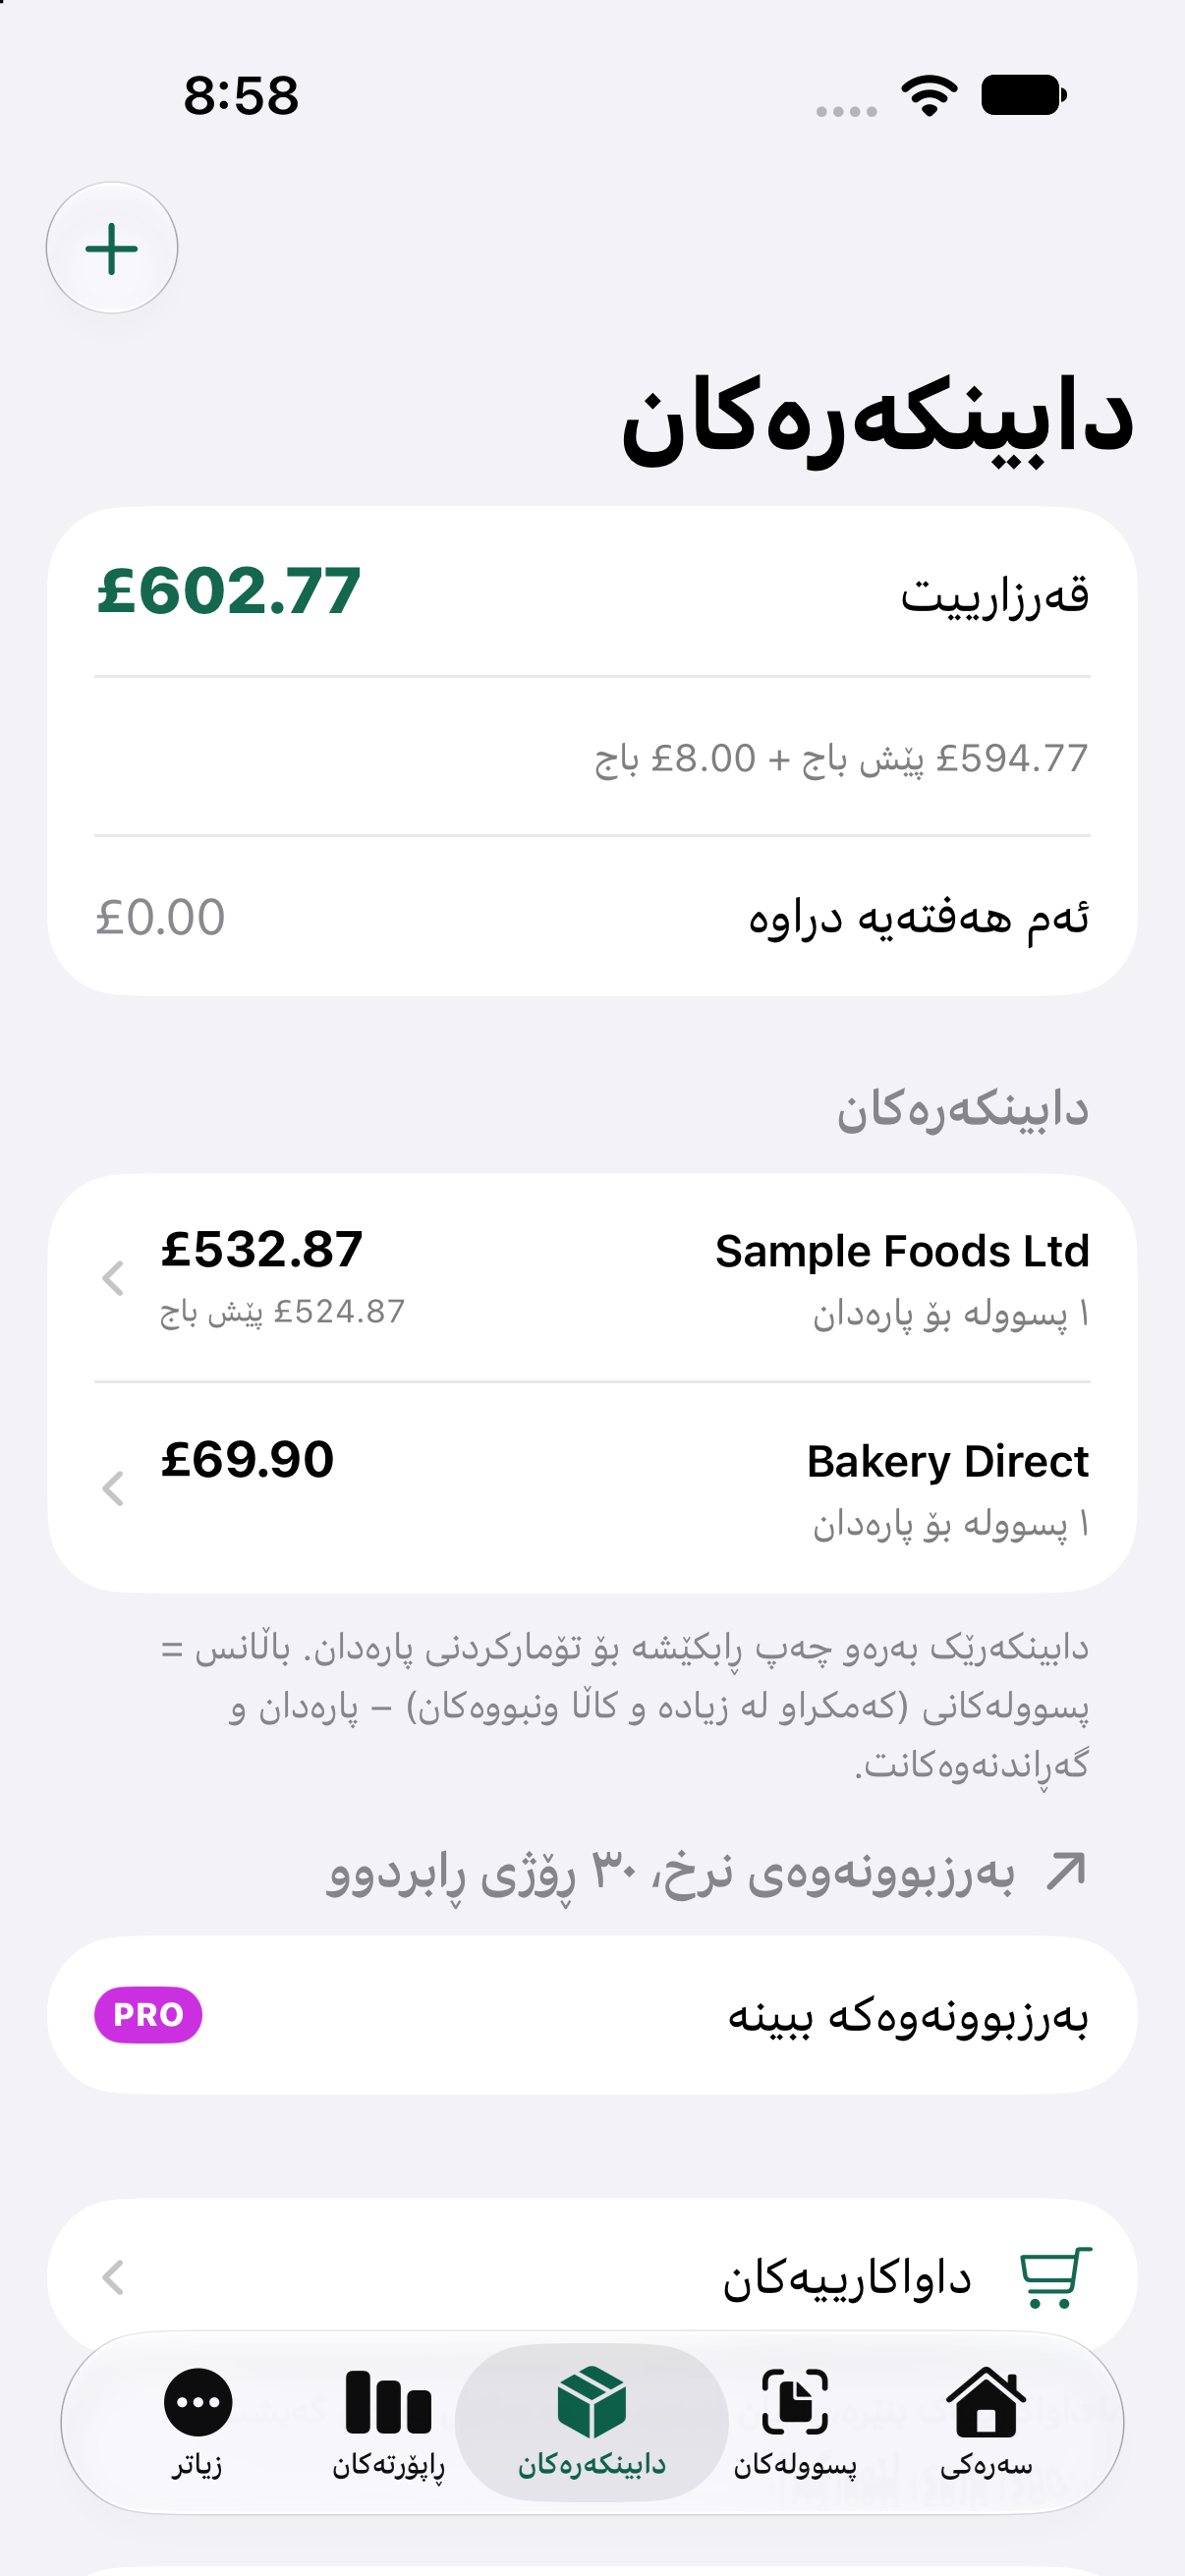 8:58
دابینکەرەکان
قەرزارییت
£602.77
£594.77 پێش باج + £8.00 باج
ئەم هەفتەیە دراوە
£0.00
دابینکەرەکان
Sample Foods Ltd
£532.87
١ پسوولە بۆ پارەدان
£524.87 پێش باج
Bakery Direct
£69.90
١ پسوولە بۆ پارەدان
دابینکەرێک بەرەو چەپ ڕابکێشە بۆ تۆمارکردنی پارەدان. باڵانس =
پسوولەکانی (کەمکراو لە زیادە و کاڵا ونبووەکان) − پارەدان و
گەڕاندنەوەکانت.
بەرزبوونەوەی نرخ، ٣٠ ڕۆژی ڕابردوو
بەرزبوونەوەکە ببینە
PRO
داواکارییەکان
سەرەکی
پسوولەکان
دابینکەرەکان
ڕاپۆرتەکان
زیاتر